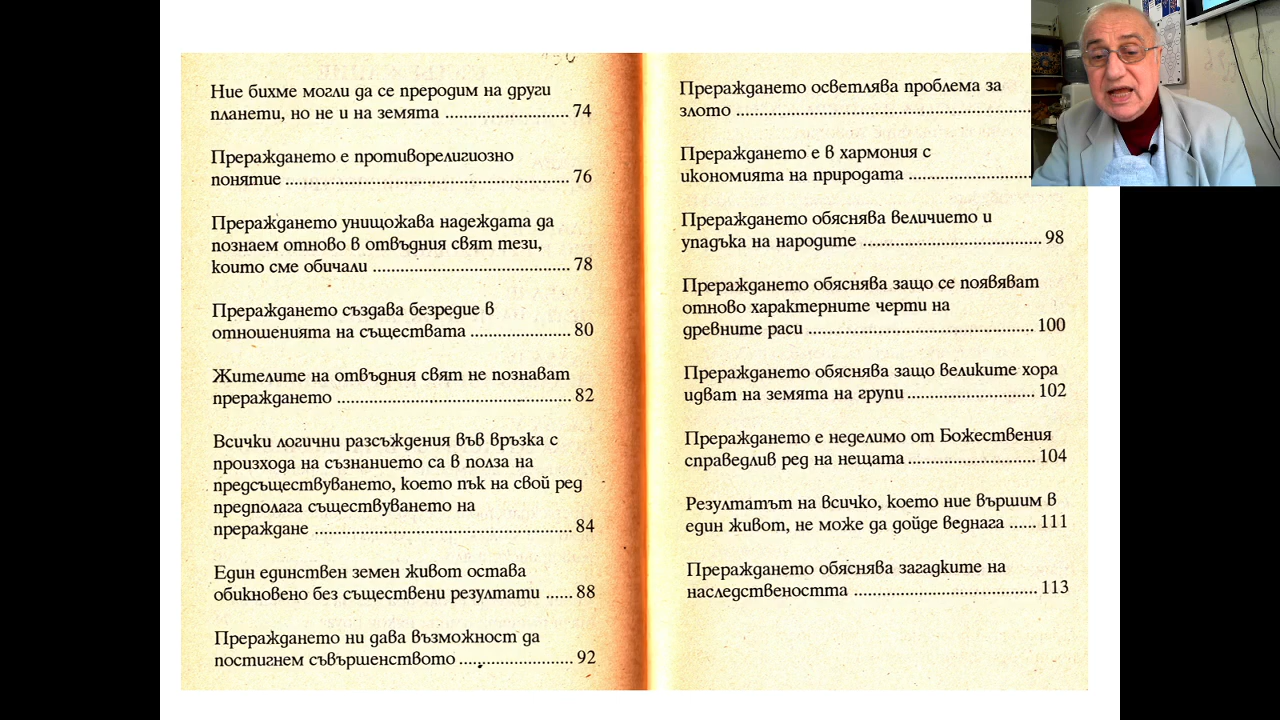 Ние бихме могли да се преродим на други
планети, но не и на земята .......................... 74
Прераждането е противорелигиозно
понятие ............................................................ 76
Прераждането унищожава надеждата да
познаем отново в отвъдния свят тези,
които сме обичали .......................................... 78
Прераждането създава безредие в
отношенията на съществата ..................... 80
Жителите на отвъдния свят не познават
прераждането .................................................. 82
Всички логични разсъждения във връзка с
произхода на съзнанието са в полза на
предсъществуването, което пък на свой ред
предполага съществуването на
прераждане ...................................................... 84
Един единствен земен живот остава
обикновено без съществени резултати ...... 88
Прераждането ни дава възможност да
постигнем съвършенството ........................ 92
Прераждането осветлява проблема за
злото ..............................................................
Прераждането е в хармония с
икономията на природата ..........................
Прераждането обяснява величието и
упадъка на народите ...................................... 98
Прераждането обяснява защо се появяват
отново характерните черти на
древните раси ................................................ 100
Прераждането обяснява защо великите хора
идват на земята на групи ........................... 102
Прераждането е неделимо от Божествения
справедлив ред на нещата ........................... 104
Резултатът на всичко, което ние вършим в
един живот, не може да дойде веднага ...... 111
Прераждането обяснява загадките на
наследствеността ....................................... 113